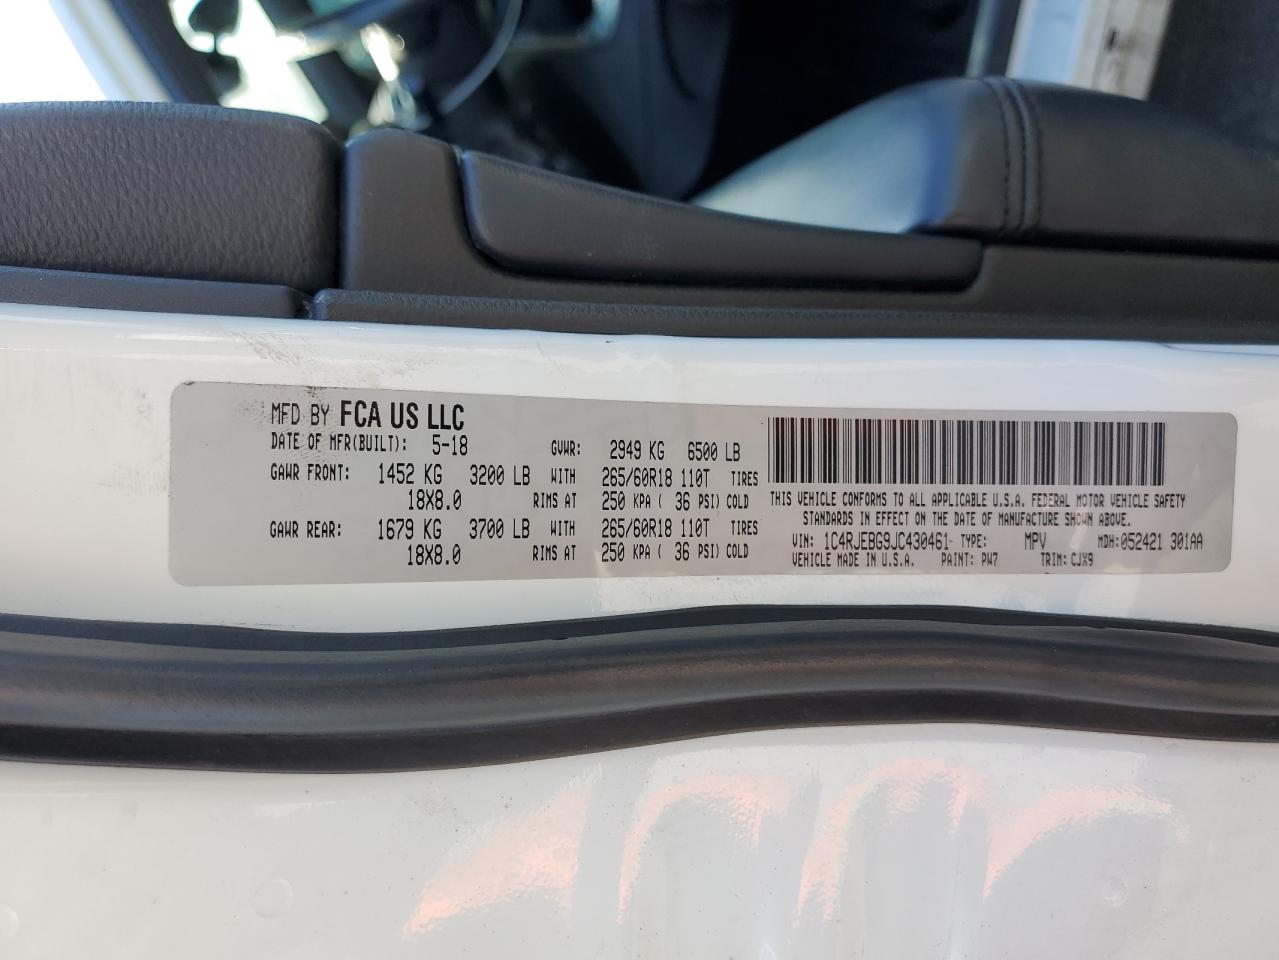 MFD BY FCA US LLC
DATE OF MFR(BUILT): 5-18 GVWR: 2949 KG 6500 LB
GAWR FRONT: 1452 KG 3200 LB WITH 265/60R18 110T TIRES
18X8.0 RIMS AT 250 KPA ( 36 PSI) COLD
GAWR REAR: 1679 KG 3700 LB WITH 265/60R18 110T TIRES
18X8.0 RIMS AT 250 KPA ( 36 PSI) COLD
THIS VEHICLE CONFORMS TO ALL APPLICABLE U.S.A. FEDERAL MOTOR VEHICLE SAFETY
STANDARDS IN EFFECT ON THE DATE OF MANUFACTURE SHOWN ABOVE.
VIN: 1C4RJEBG9JC430461 TYPE: MPV MDH:052421 301AA
VEHICLE MADE IN U.S.A. PAINT: PW7 TRIM: CJX9